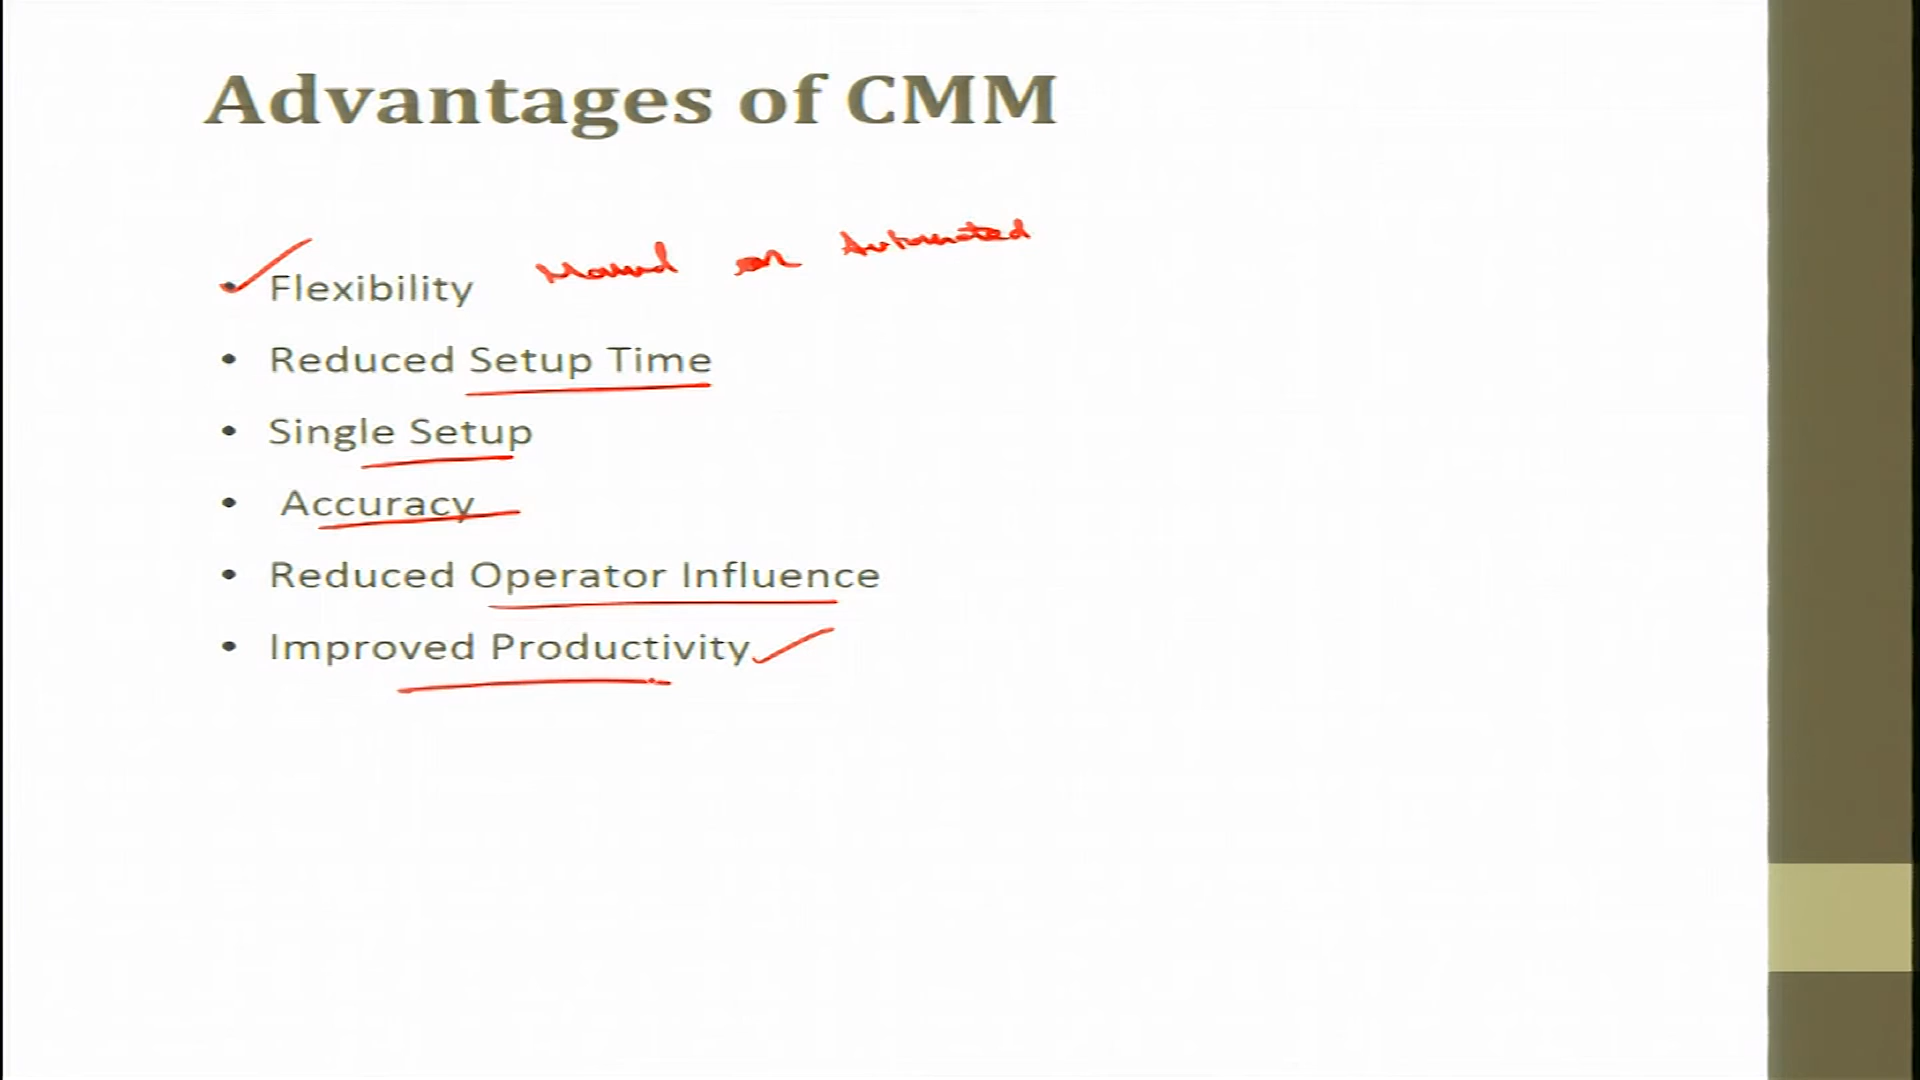 Advantages of CMM
Manual or Automated
• Flexibility
• Reduced Setup Time
• Single Setup
• Accuracy
• Reduced Operator Influence
• Improved Productivity